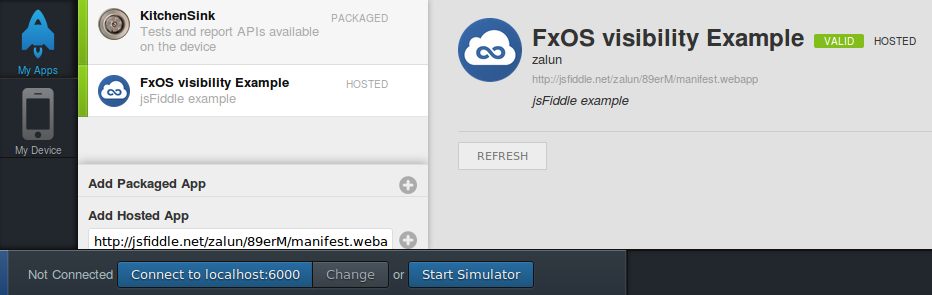 My Apps
My Device
KitchenSink PACKAGED
Tests and report APIs available
on the device
FxOS visibility Example HOSTED
jsFiddle example
Add Packaged App
Add Hosted App
http://jsfiddle.net/zalun/89erM/manifest.weba
FxOS visibility Example VALID HOSTED
zalun
http://jsfiddle.net/zalun/89erM/manifest.webapp
jsFiddle example
REFRESH
Not Connected Connect to localhost:6000 Change or Start Simulator